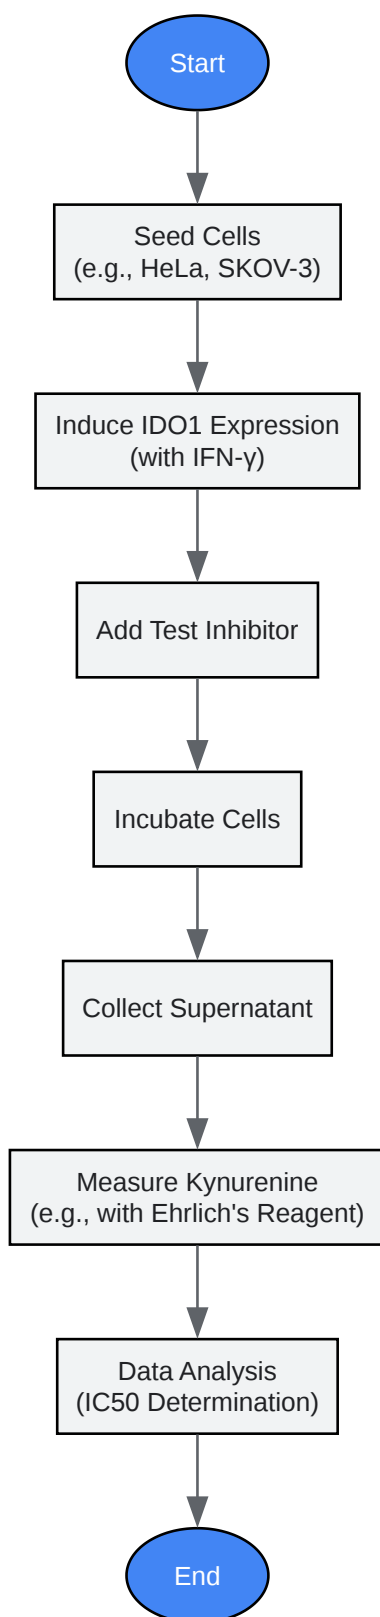 Start
Seed Cells
(e.g., HeLa, SKOV-3)
Induce IDO1 Expression
(with IFN-γ)
Add Test Inhibitor
Incubate Cells
Collect Supernatant
Measure Kynurenine
(e.g., with Ehrlich's Reagent)
Data Analysis
(IC50 Determination)
End